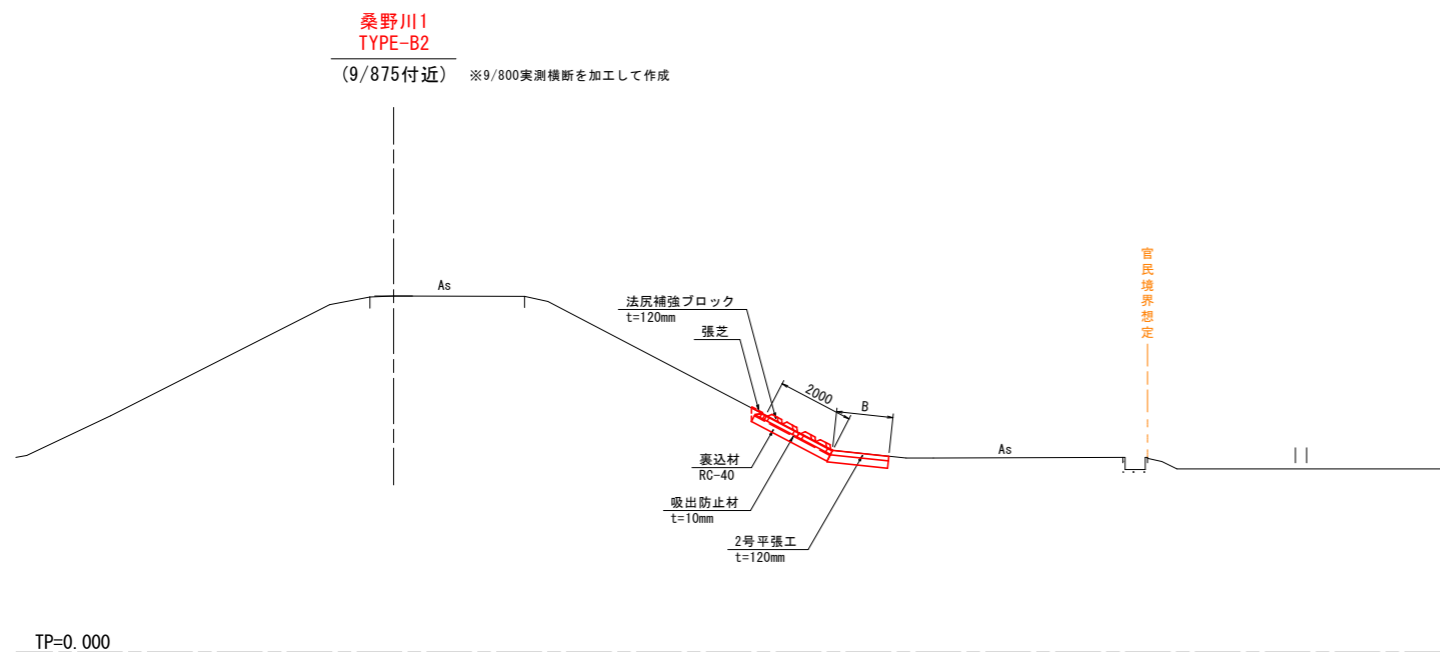 桑野川1
TYPE-B2
(9/875付近)
※9/800実測横断を加工して作成
官民境界想定
As
法尻補強ブロック
t=120mm
張芝
2000
B
As
裏込材
RC-40
吸出防止材
t=10mm
2号平張工
t=120mm
TP=0.000